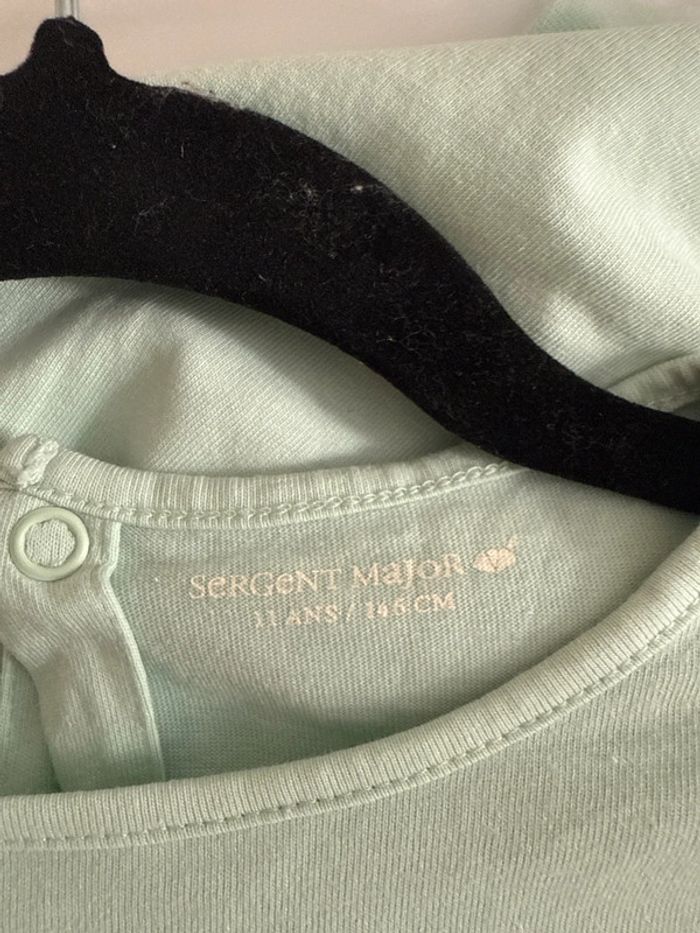 SeRGeNT MaJoR
11 ANS / 146 CM